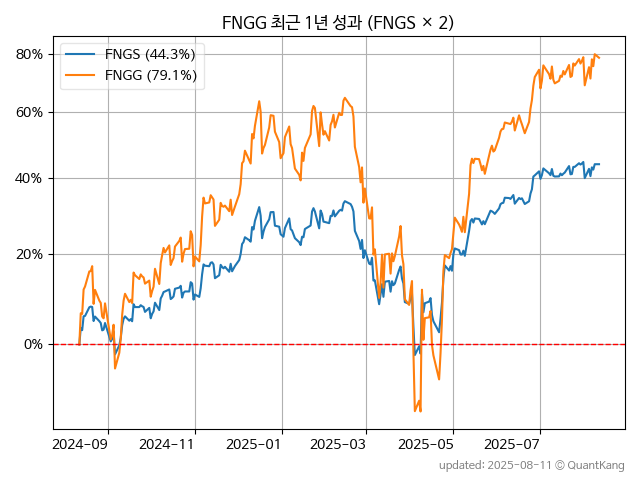 FNGG 최근 1년 성과 (FNGS × 2)
FNGS (44.3%)
FNGG (79.1%)
80%
60%
40%
20%
0%
2024-09 2024-11 2025-01 2025-03 2025-05 2025-07
updated: 2025-08-11 © QuantKang